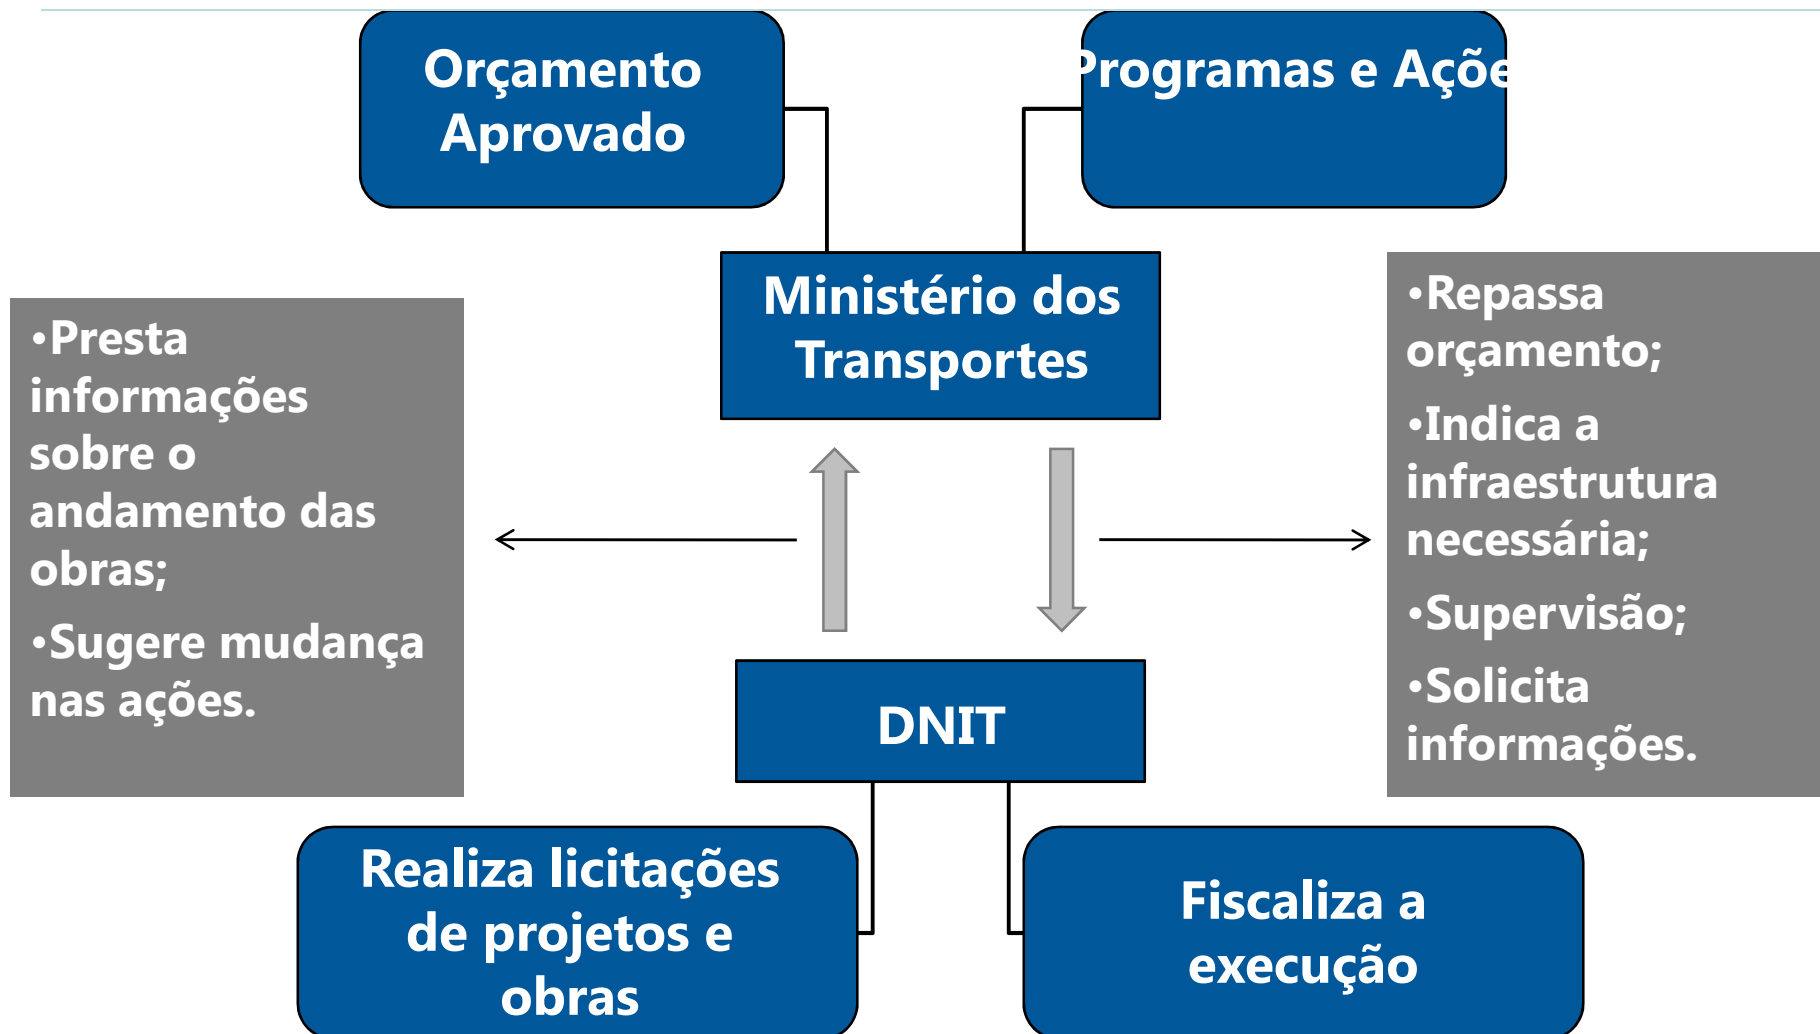 Orçamento
Aprovado
Programas e Açõe
Ministério dos
Transportes
•Presta
informações
sobre o
andamento das
obras;
•Sugere mudança
nas ações.
•Repassa
orçamento;
•Indica a
infraestrutura
necessária;
•Supervisão;
•Solicita
informações.
DNIT
Realiza licitações
de projetos e
obras
Fiscaliza a
execução